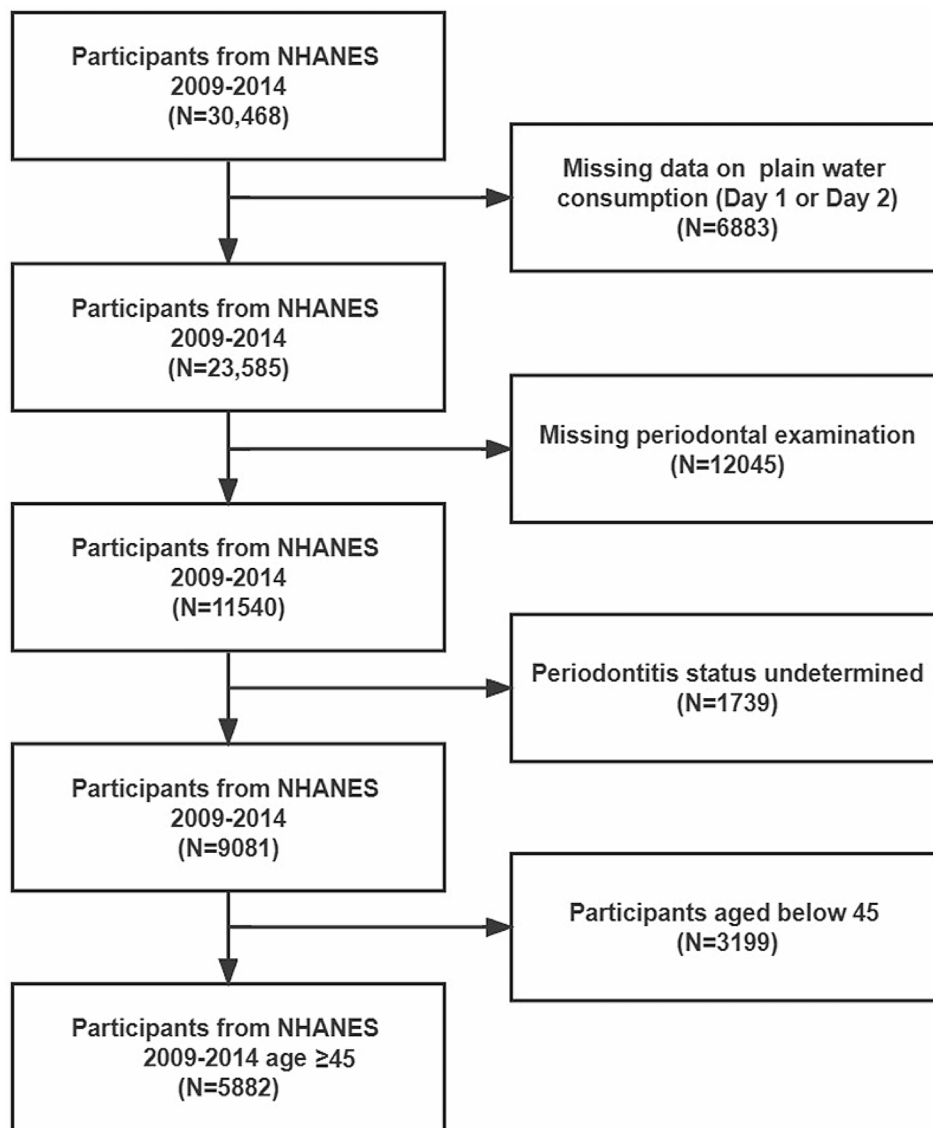 Participants from NHANES
2009-2014
(N=30,468)
Missing data on plain water
consumption (Day 1 or Day 2)
(N=6883)
Participants from NHANES
2009-2014
(N=23,585)
Missing periodontal examination
(N=12045)
Participants from NHANES
2009-2014
(N=11540)
Periodontitis status undetermined
(N=1739)
Participants from NHANES
2009-2014
(N=9081)
Participants aged below 45
(N=3199)
Participants from NHANES
2009-2014 age ≥45
(N=5882)